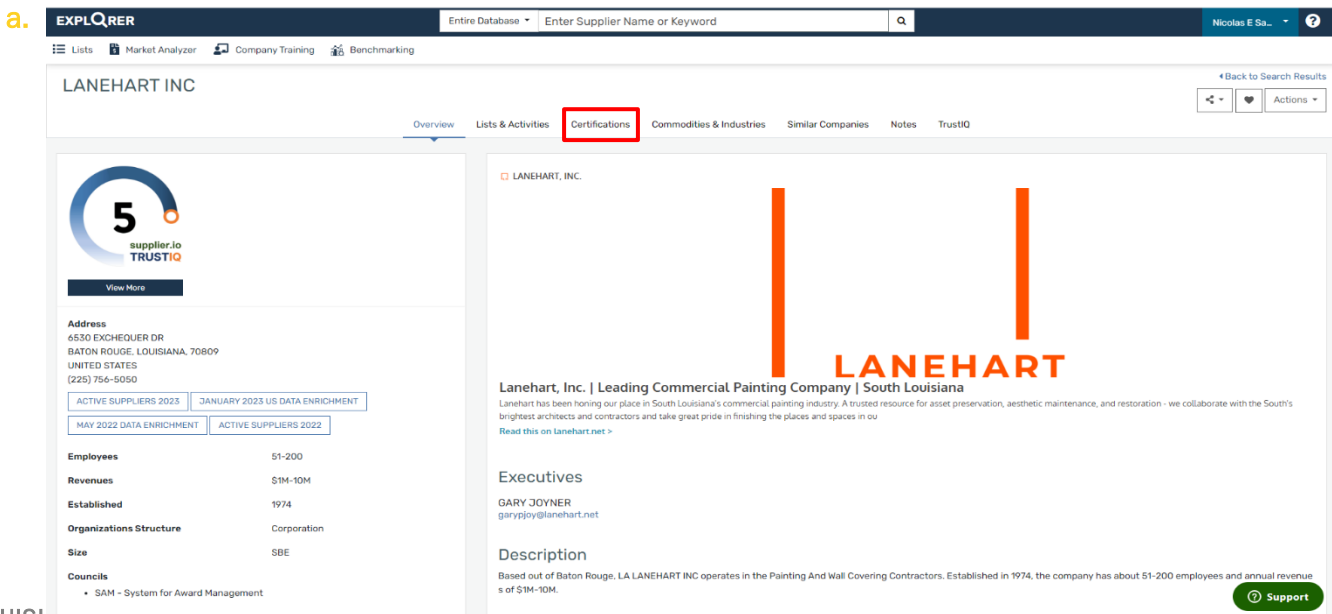 a.
EXPLORER
Entire Database
Enter Supplier Name or Keyword
Nicolas E Sa...
?
Lists
Market Analyzer
Company Training
Benchmarking
LANEHART INC
Back to Search Results
Actions
Overview
Lists & Activities
Certifications
Commodities & Industries
Similar Companies
Notes
TrustIQ
5
supplier.io
TRUSTIQ
View More
Address
6530 EXCHEQUER DR
BATON ROUGE, LOUISIANA, 70809
UNITED STATES
(225) 756-5050
ACTIVE SUPPLIERS 2023
JANUARY 2023 US DATA ENRICHMENT
MAY 2022 DATA ENRICHMENT
ACTIVE SUPPLIERS 2022
Employees 51-200
Revenues $1M-10M
Established 1974
Organizations Structure Corporation
Size SBE
Councils
• SAM - System for Award Management
LANEHART, INC.
LANEHART
Lanehart, Inc. | Leading Commercial Painting Company | South Louisiana
Lanehart has been honing our place in South Louisiana's commercial painting industry. A trusted resource for asset preservation, aesthetic maintenance, and restoration - we collaborate with the South's
brightest architects and contractors and take great pride in finishing the places and spaces in ou
Read this on lanehart.net >
Executives
GARY JOYNER
garypjoy@lanehart.net
Description
Based out of Baton Rouge, LA LANEHART INC operates in the Painting And Wall Covering Contractors. Established in 1974, the company has about 51-200 employees and annual revenue
s of $1M-10M.
? Support